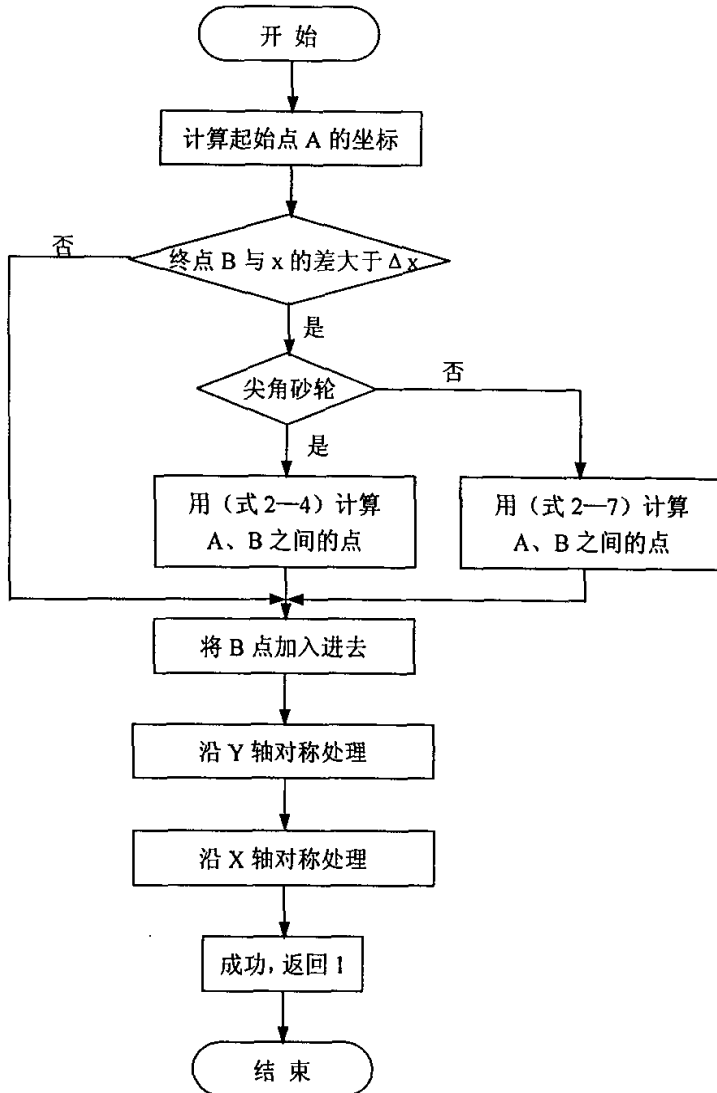 开 始
计算起始点 A 的坐标
否
终点 B 与 x 的差大于 Δx
是
尖角砂轮
否
是
用（式 2—4）计算
A、B 之间的点
用（式 2—7）计算
A、B 之间的点
将 B 点加入进去
沿 Y 轴对称处理
沿 X 轴对称处理
成功，返回 1
结 束